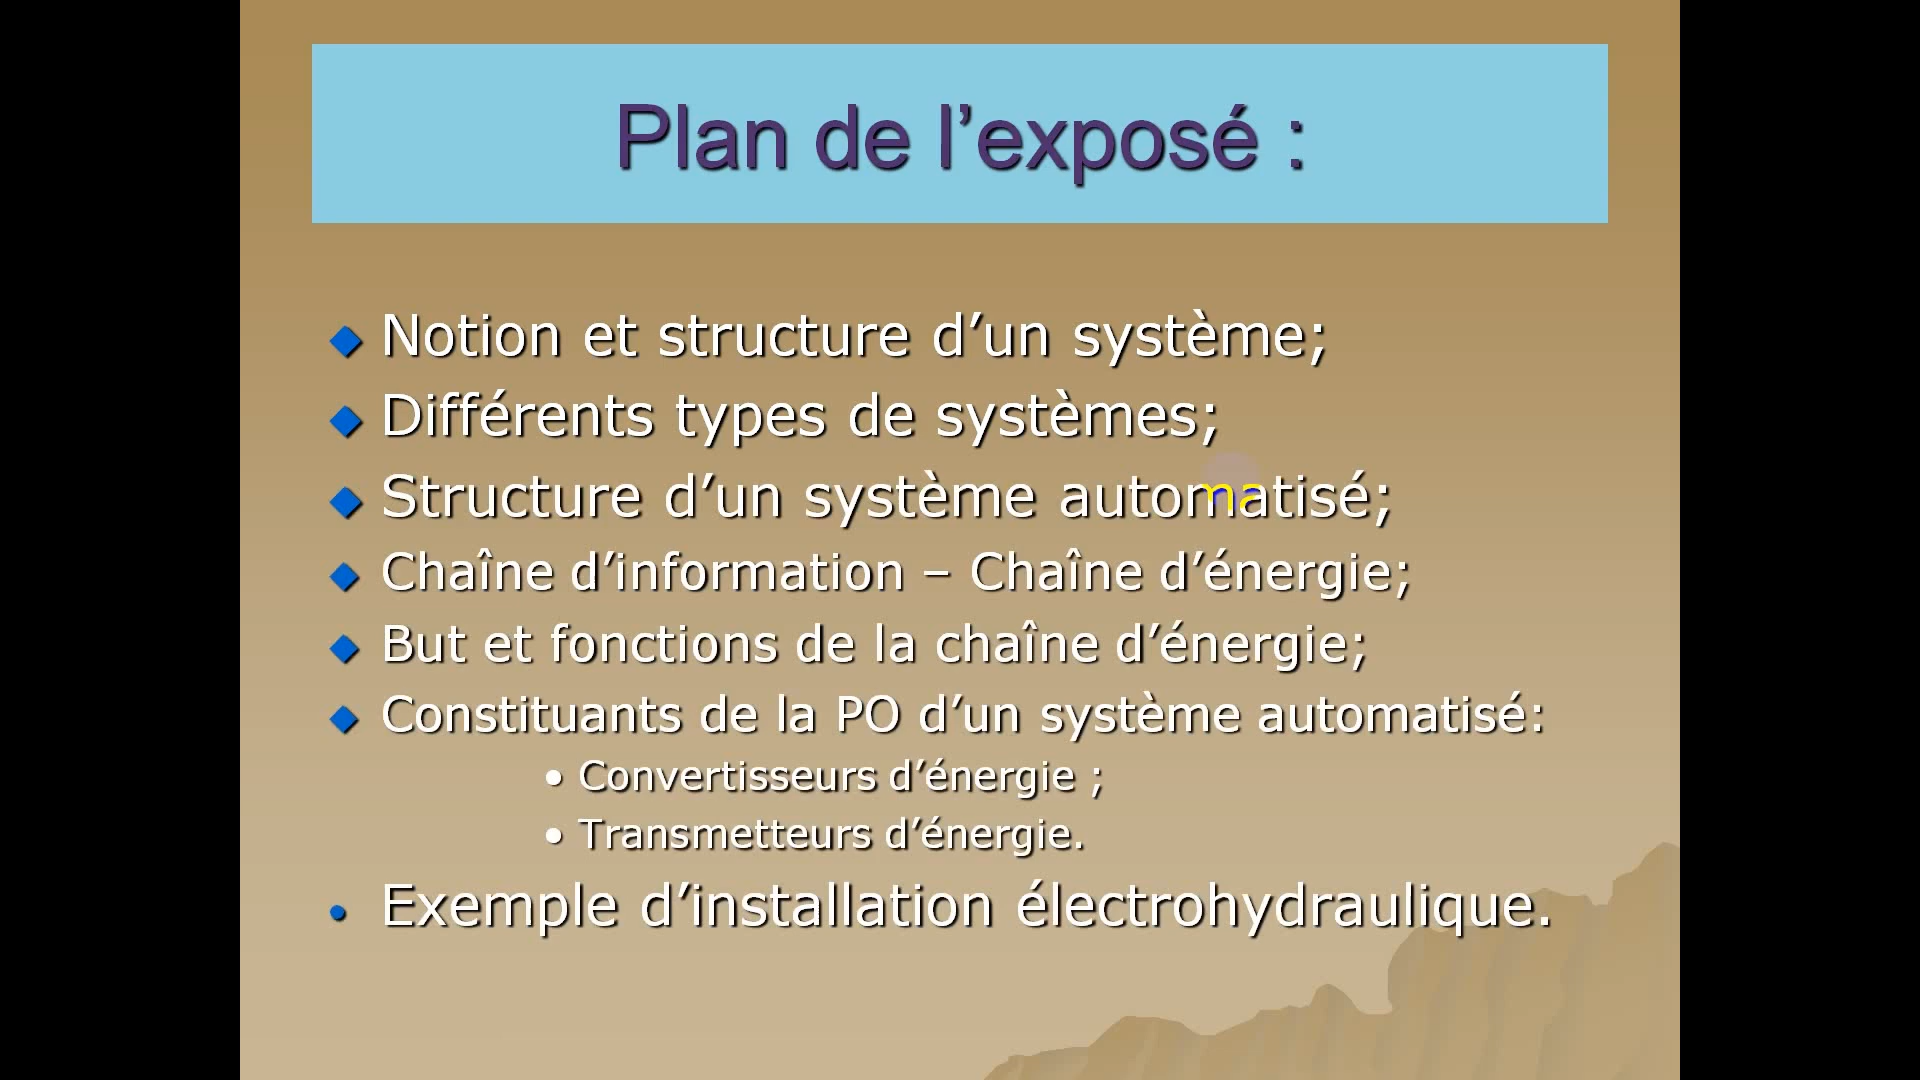 Plan de l’exposé :
Notion et structure d’un système;
Différents types de systèmes;
Structure d’un système automatisé;
Chaîne d’information – Chaîne d’énergie;
But et fonctions de la chaîne d’énergie;
Constituants de la PO d’un système automatisé:
• Convertisseurs d’énergie ;
• Transmetteurs d’énergie.
• Exemple d’installation électrohydraulique.